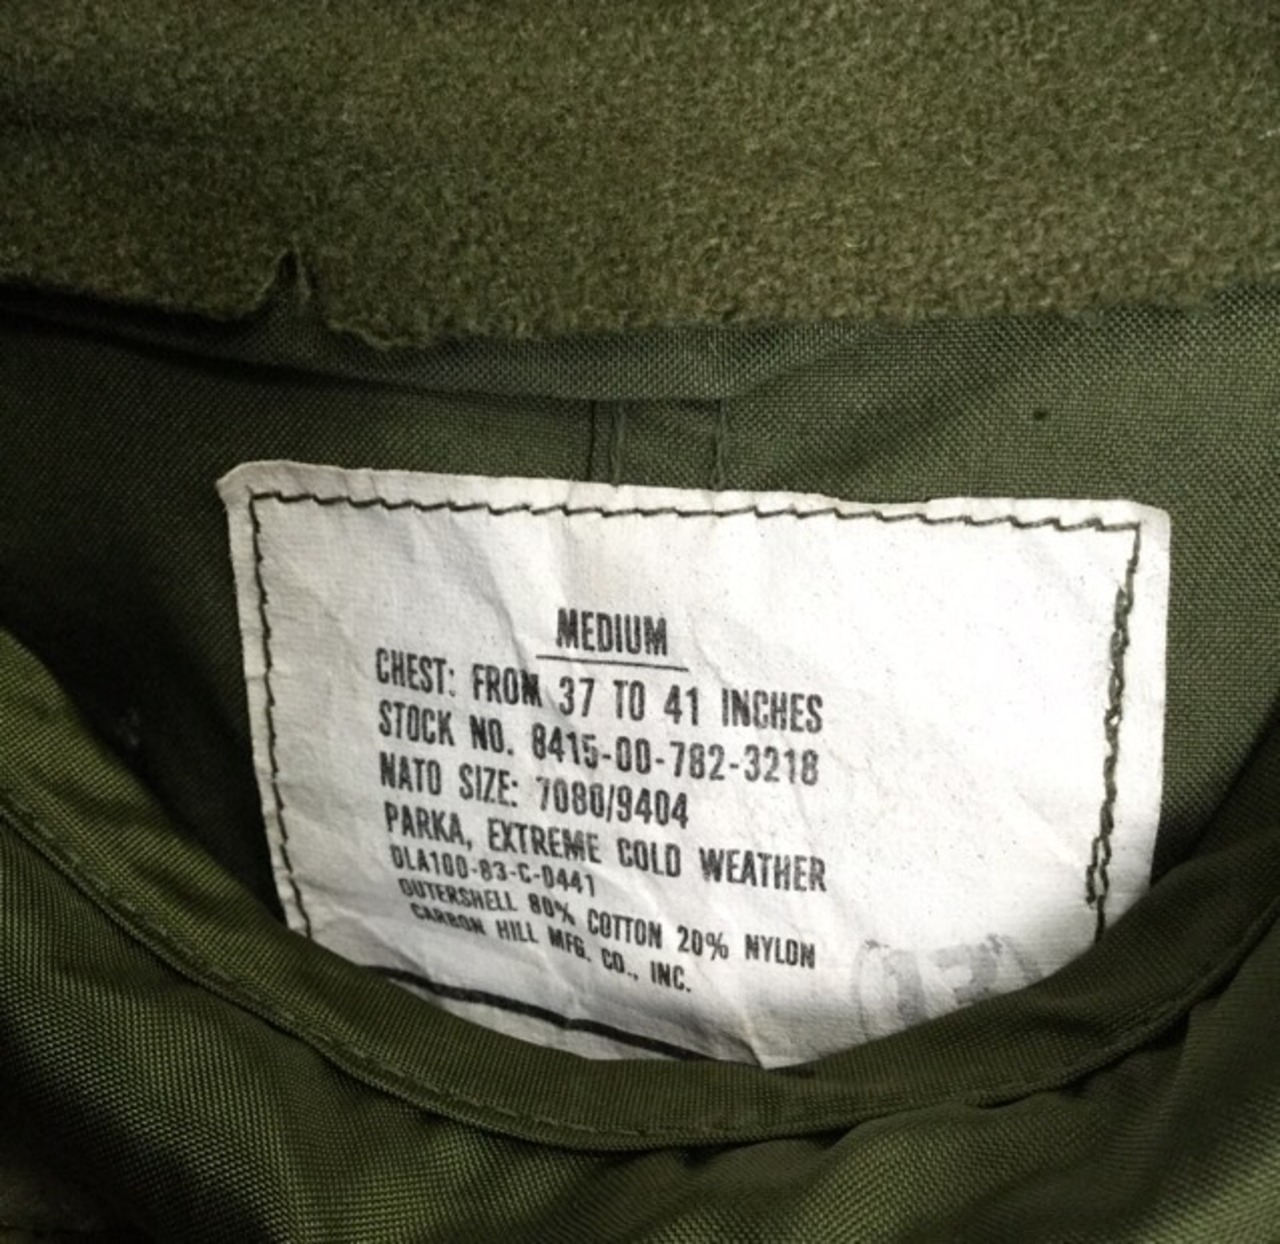 MEDIUM
CHEST: FROM 37 TO 41 INCHES
STOCK NO. 8415-00-782-3218
NATO SIZE: 7080/9404
PARKA, EXTREME COLD WEATHER
DLA100-83-C-0441
OUTERSHELL 80% COTTON 20% NYLON
CARBON HILL MFG. CO., INC.